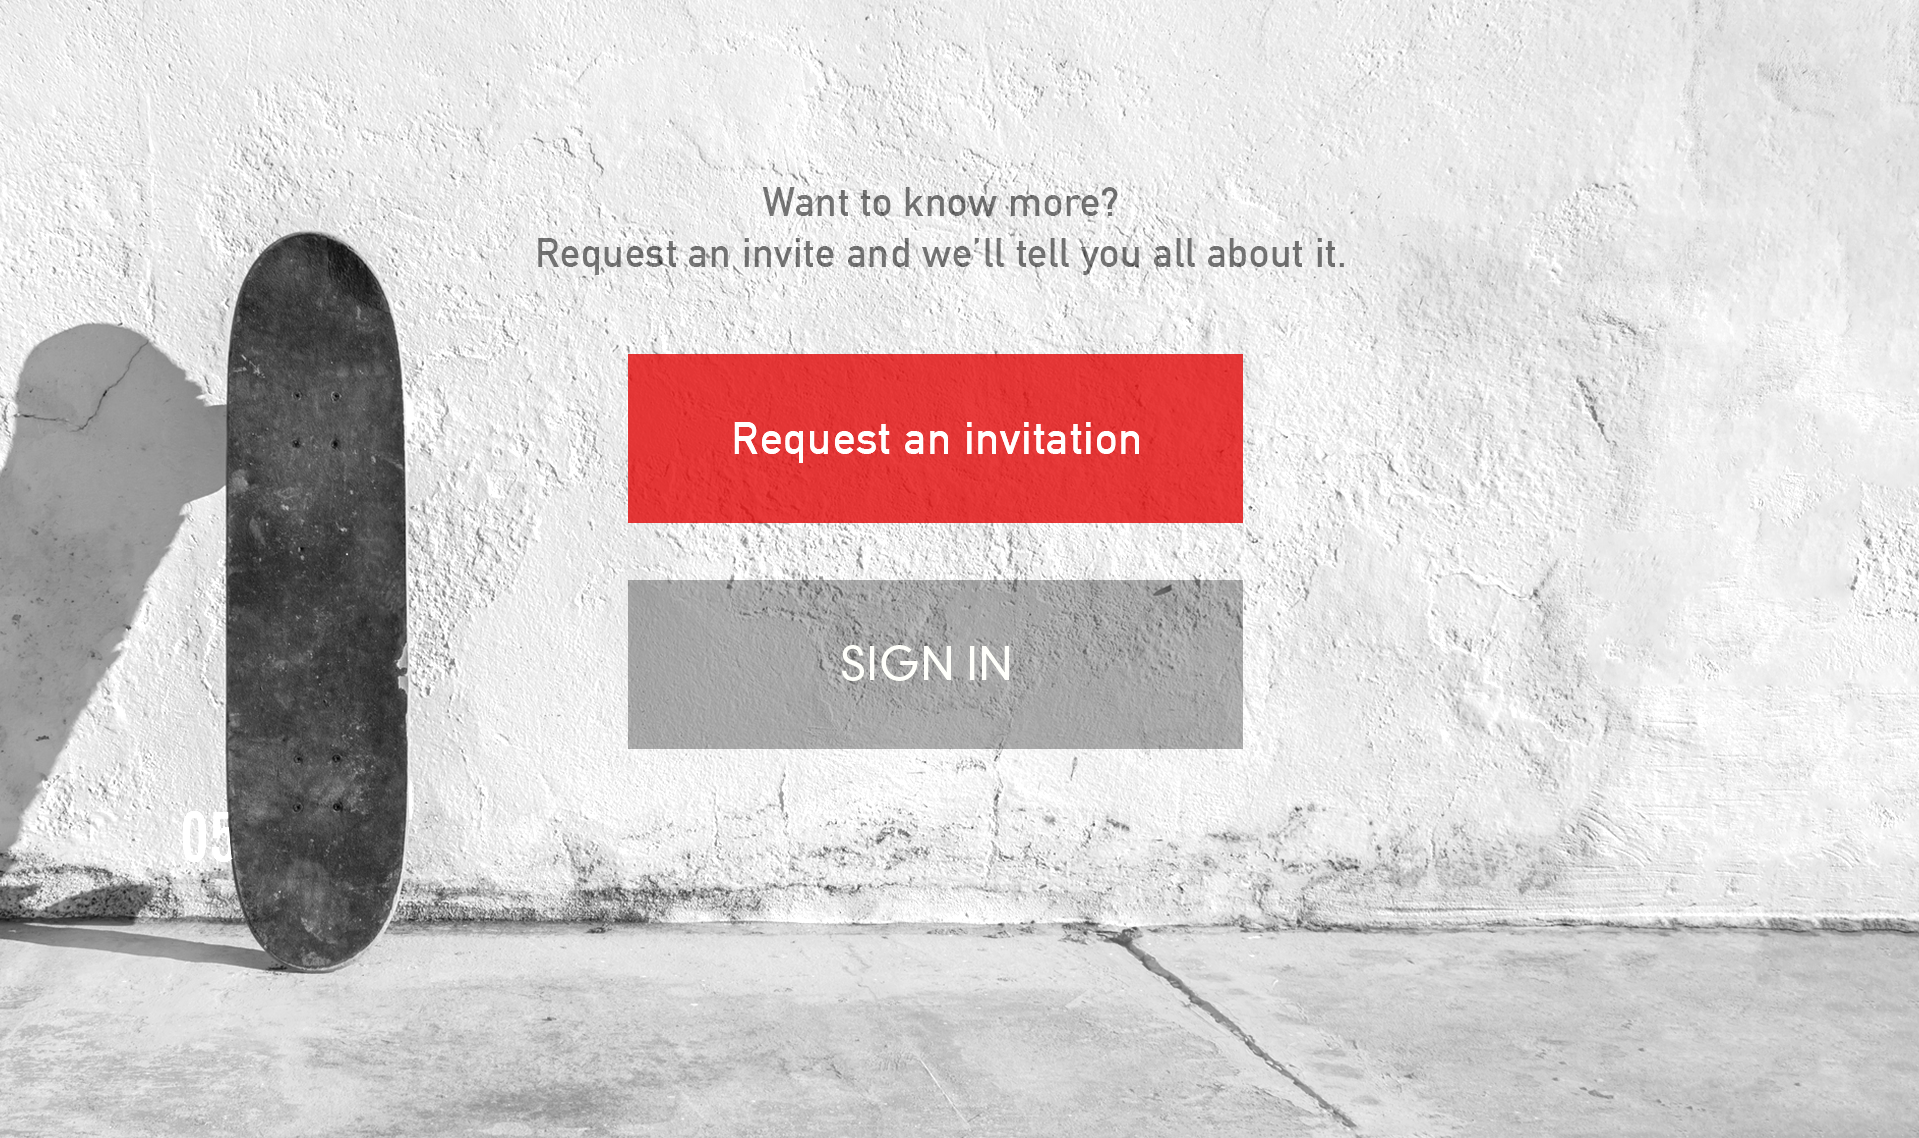 Want to know more?
Request an invite and we'll tell you all about it.
Request an invitation
SIGN IN
05